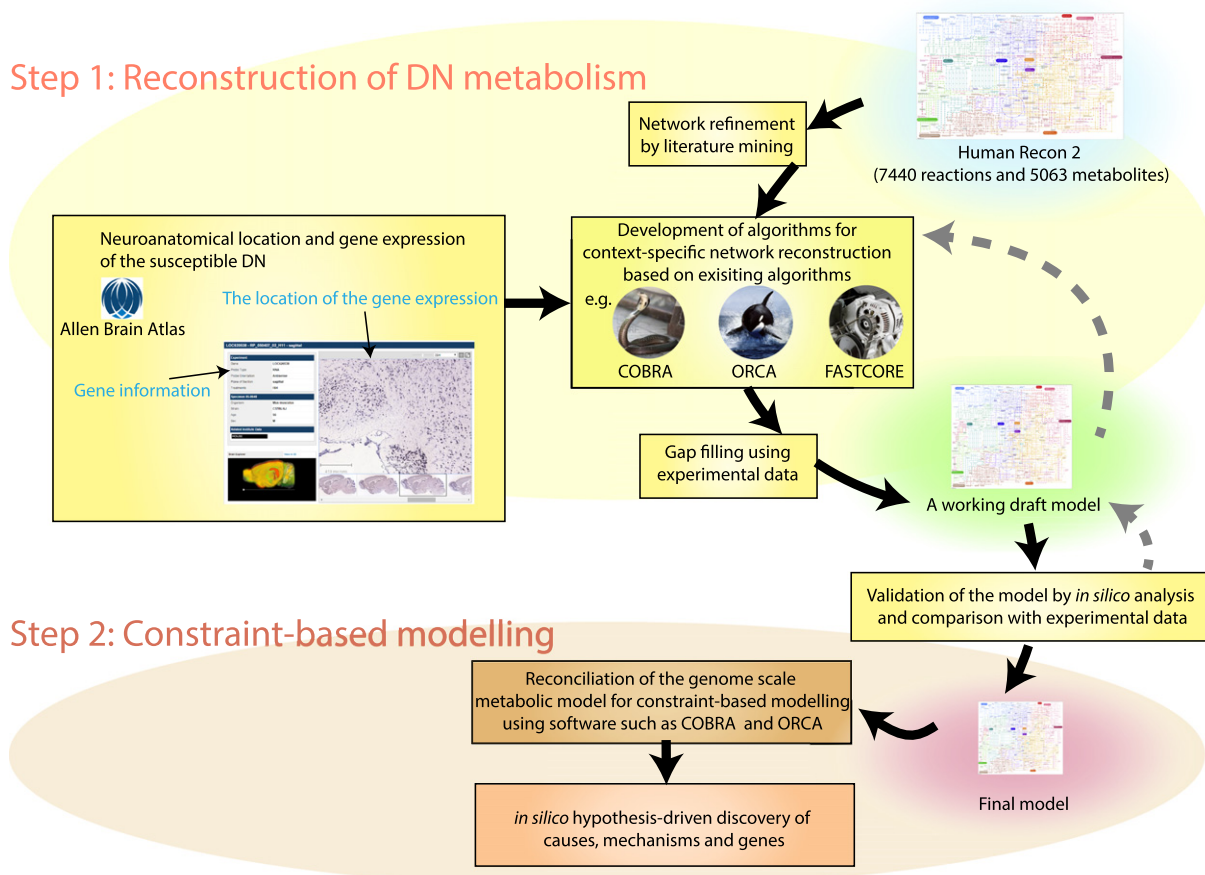 Step 1: Reconstruction of DN metabolism
Network refinement
by literature mining
Human Recon 2
(7440 reactions and 5063 metabolites)
Neuroanatomical location and gene expression
of the susceptible DN
Allen Brain Atlas
The location of the gene expression
Gene information
Development of algorithms for
context-specific network reconstruction
based on exisiting algorithms
e.g.
COBRA
ORCA
FASTCORE
Gap filling using
experimental data
A working draft model
Validation of the model by in silico analysis
and comparison with experimental data
Step 2: Constraint-based modelling
Reconciliation of the genome scale
metabolic model for constraint-based modelling
using software such as COBRA and ORCA
Final model
in silico hypothesis-driven discovery of
causes, mechanisms and genes